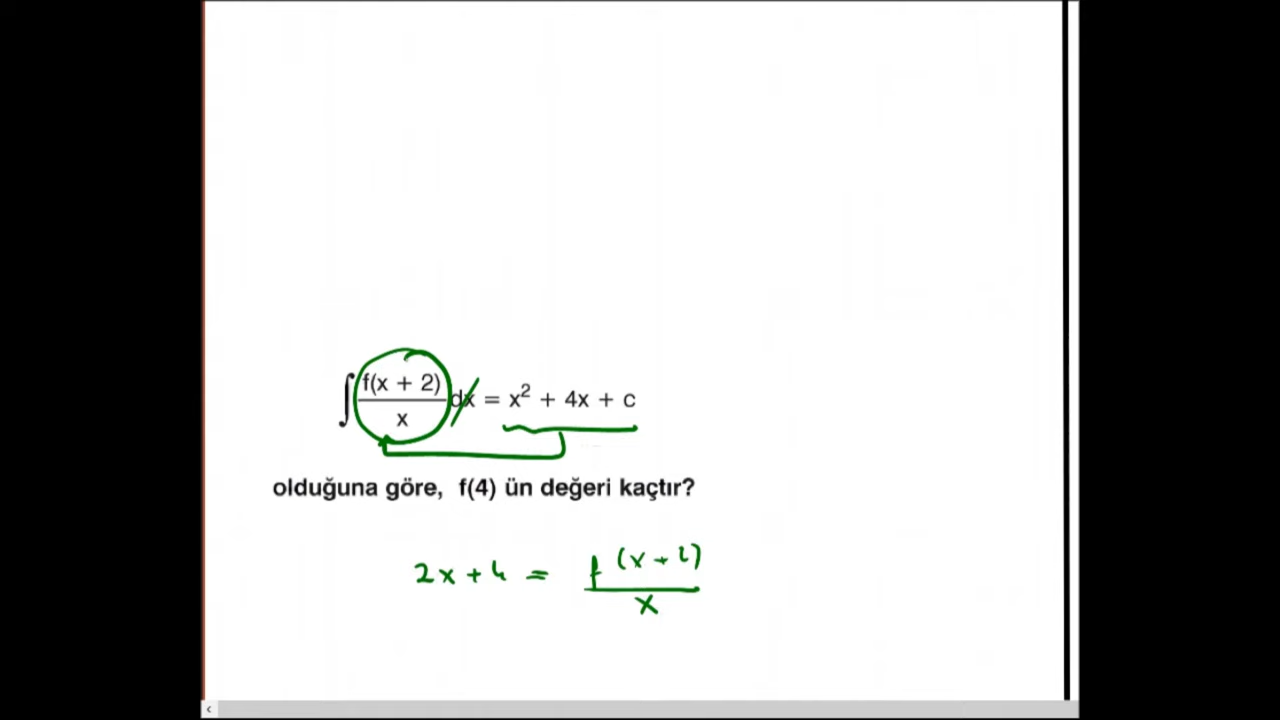 ∫ f(x + 2)/x dx = x² + 4x + c
olduğuna göre, f(4) ün değeri kaçtır?
2x + 4 = f(x + 2)/x